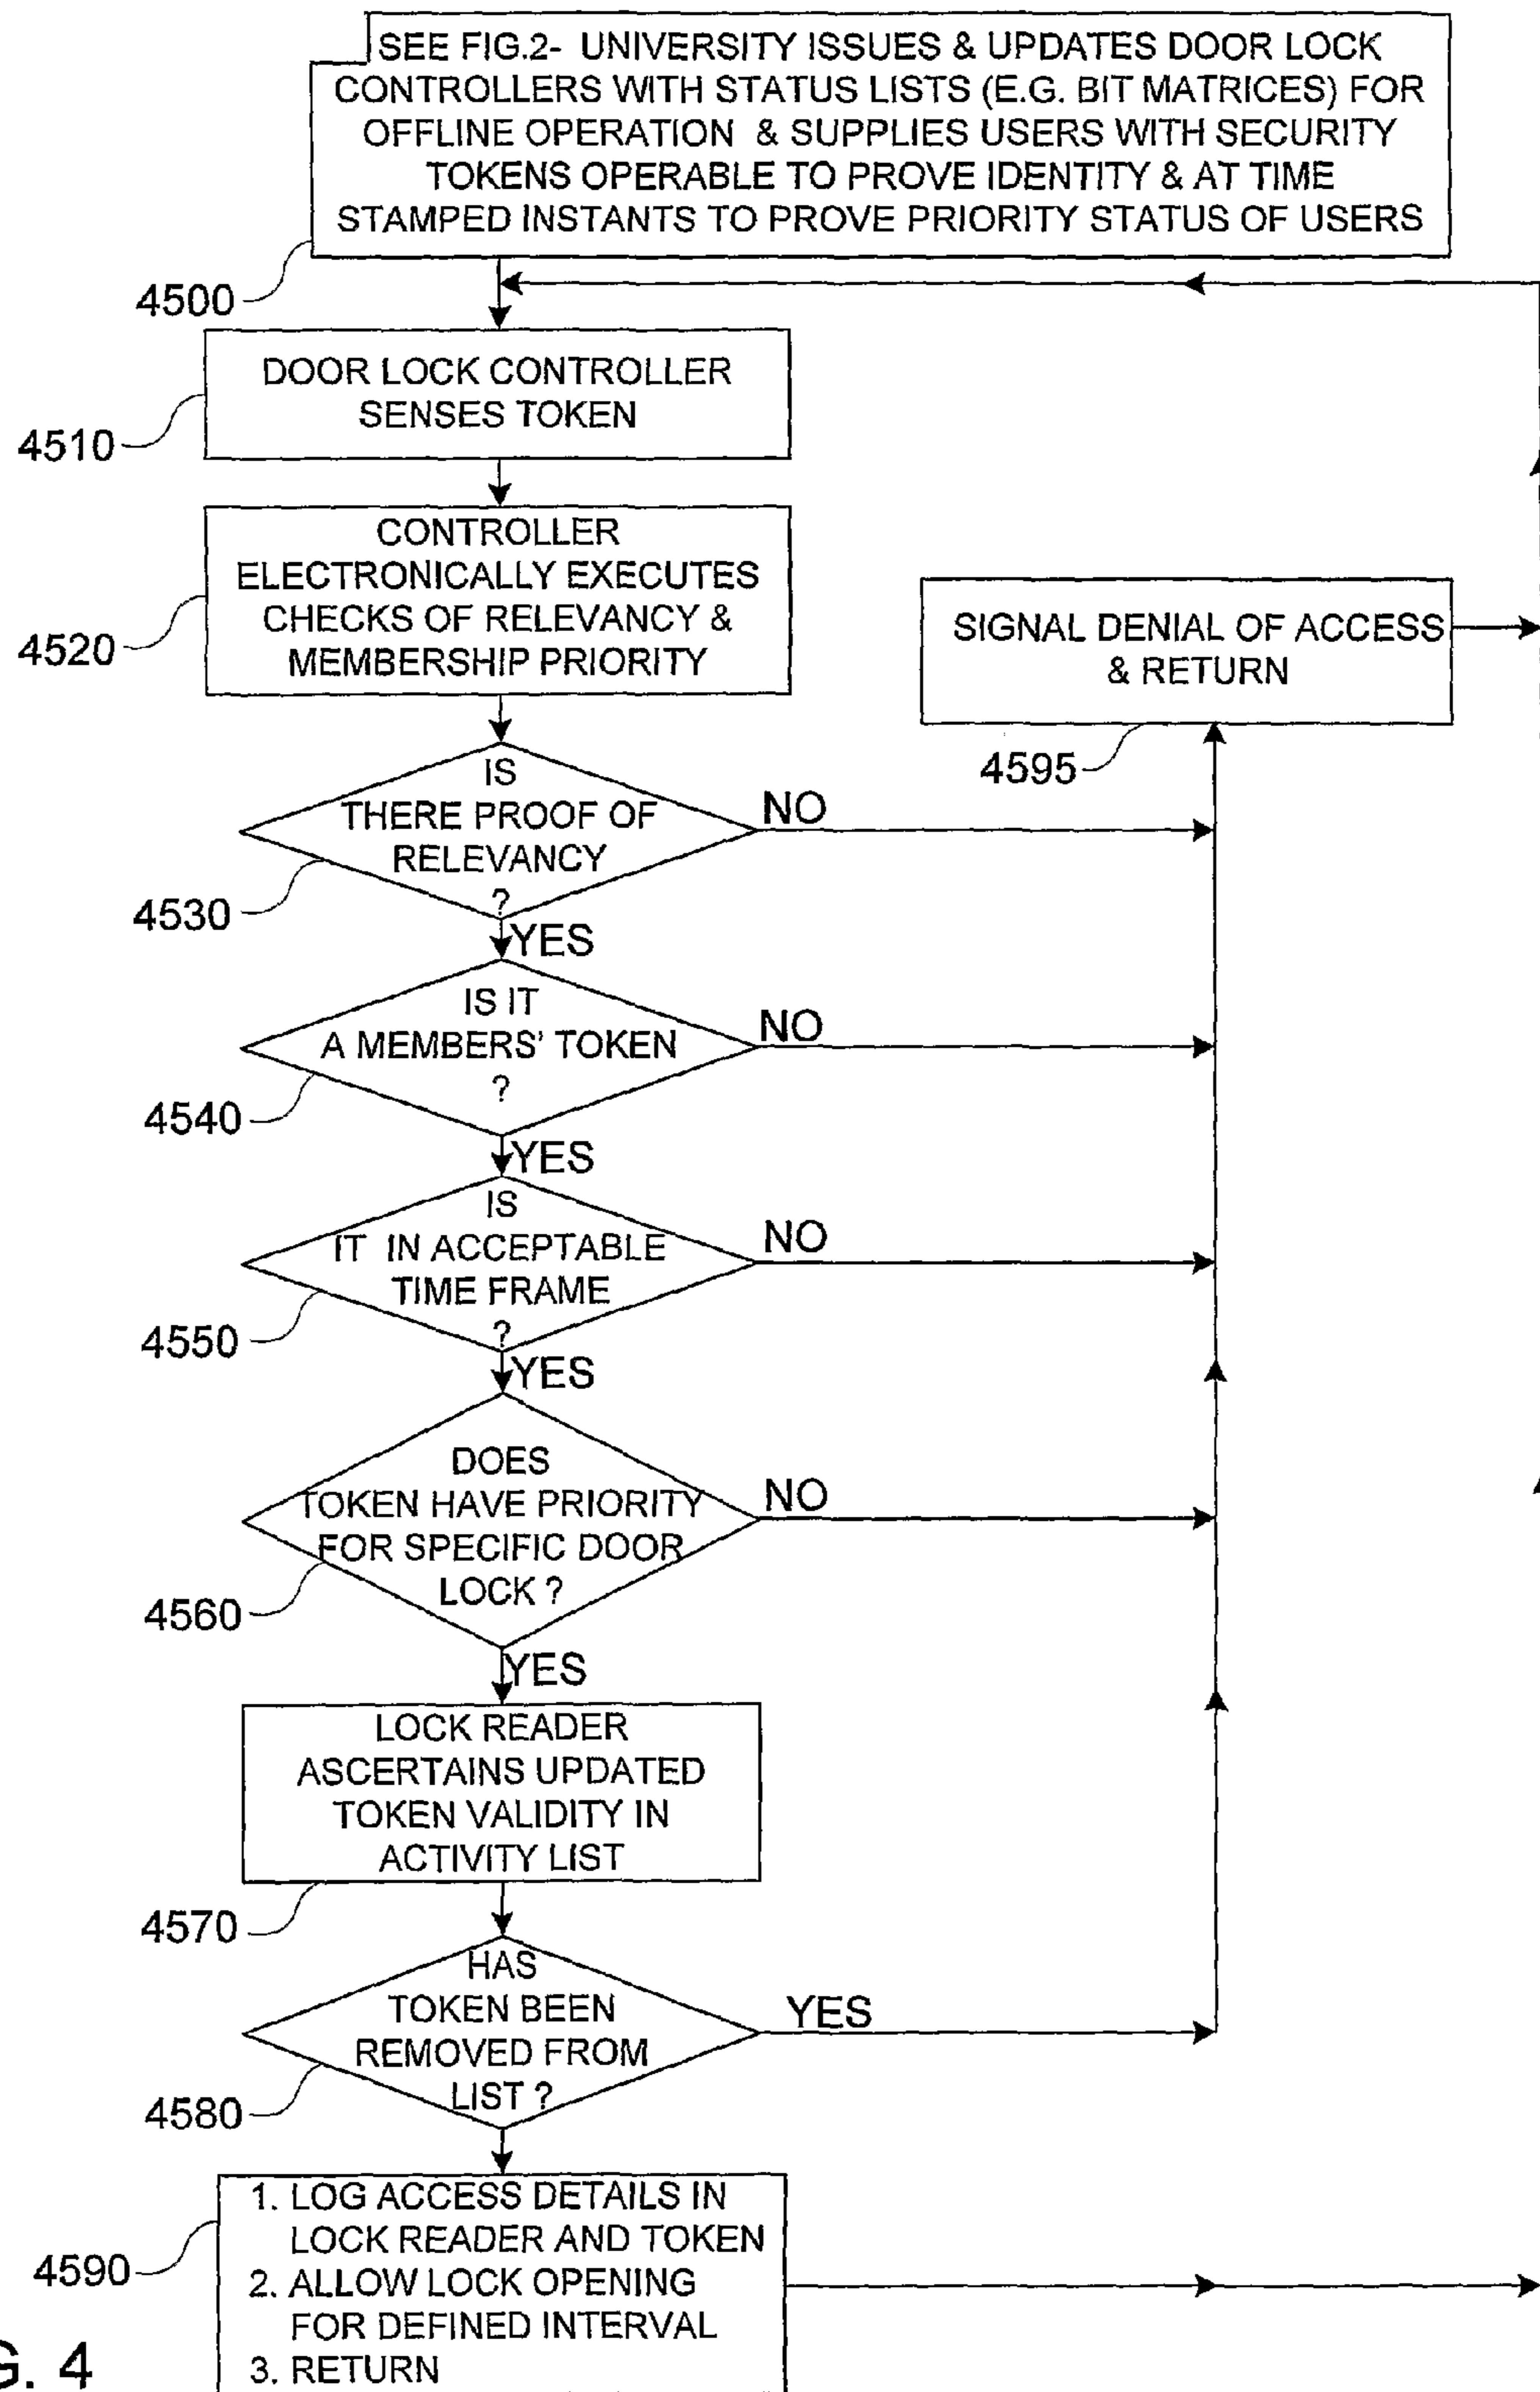 SEE FIG.2- UNIVERSITY ISSUES & UPDATES DOOR LOCK
CONTROLLERS WITH STATUS LISTS (E.G. BIT MATRICES) FOR
OFFLINE OPERATION & SUPPLIES USERS WITH SECURITY
TOKENS OPERABLE TO PROVE IDENTITY & AT TIME
STAMPED INSTANTS TO PROVE PRIORITY STATUS OF USERS
4500
DOOR LOCK CONTROLLER
SENSES TOKEN
4510
CONTROLLER
ELECTRONICALLY EXECUTES
CHECKS OF RELEVANCY &
MEMBERSHIP PRIORITY
4520
SIGNAL DENIAL OF ACCESS
& RETURN
4595
IS
THERE PROOF OF
RELEVANCY
?
NO
4530
YES
IS IT
A MEMBERS' TOKEN
?
NO
4540
YES
IS
IT IN ACCEPTABLE
TIME FRAME
?
NO
4550
YES
DOES
TOKEN HAVE PRIORITY
FOR SPECIFIC DOOR
LOCK ?
NO
4560
YES
LOCK READER
ASCERTAINS UPDATED
TOKEN VALIDITY IN
ACTIVITY LIST
4570
HAS
TOKEN BEEN
REMOVED FROM
LIST ?
YES
4580
1. LOG ACCESS DETAILS IN
LOCK READER AND TOKEN
2. ALLOW LOCK OPENING
FOR DEFINED INTERVAL
3. RETURN
4590
G. 4